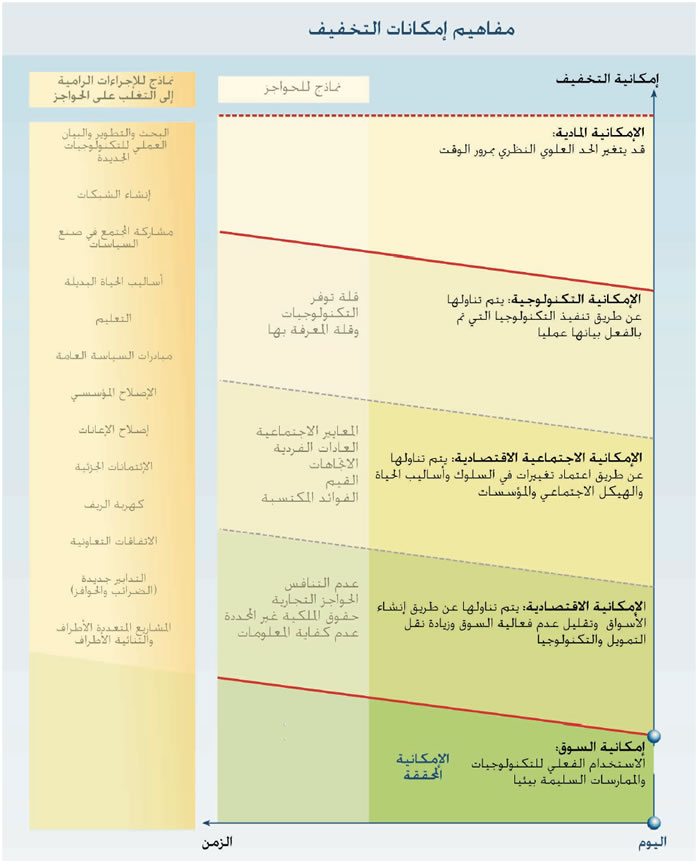 مفاهيم إمكانات التخفيف
إمكانية التخفيف
نماذج للحواجز
نماذج للإجراءات الرامية
إلى التغلب على الحواجز
الإمكانية المادية:
قد يتغير الحد العلوي النظري بمرور الوقت
الإمكانية التكنولوجية: يتم تناولها
عن طريق تنفيذ التكنولوجيا التي تم
بالفعل بيانها عمليا
الإمكانية الاجتماعية الاقتصادية: يتم تناولها
عن طريق اعتماد تغييرات في السلوك وأساليب الحياة
والهيكل الاجتماعي والمؤسسات
الإمكانية الاقتصادية: يتم تناولها عن طريق إنشاء
الأسواق وتقليل عدم فعالية السوق وزيادة نقل
التمويل والتكنولوجيا
إمكانية السوق:
الاستخدام الفعلي للتكنولوجيات
والممارسات السليمة بيئيا
الإمكانية
المحققة
قلة توفر
التكنولوجيات
وقلة المعرفة بها
المعايير الاجتماعية
العادات الفردية
الاتجاهات
القيم
الفوائد المكتسبة
عدم التنافس
الحواجز التجارية
حقوق الملكية غير المحددة
عدم كفاية المعلومات
البحث والتطوير والبيان
العملي للتكنولوجيات
الجديدة
إنشاء الشبكات
مشاركة المجتمع في صنع
السياسات
أساليب الحياة البديلة
التعليم
مبادرات السياسة العامة
الإصلاح المؤسسي
إصلاح الإعانات
الإئتمانات الجزئية
كهربة الريف
الاتفاقات التعاونية
التدابير جديدة
(الضرائب والحوافز)
المشاريع المتعددة الأطراف
والثنائية الأطراف
اليوم
الزمن